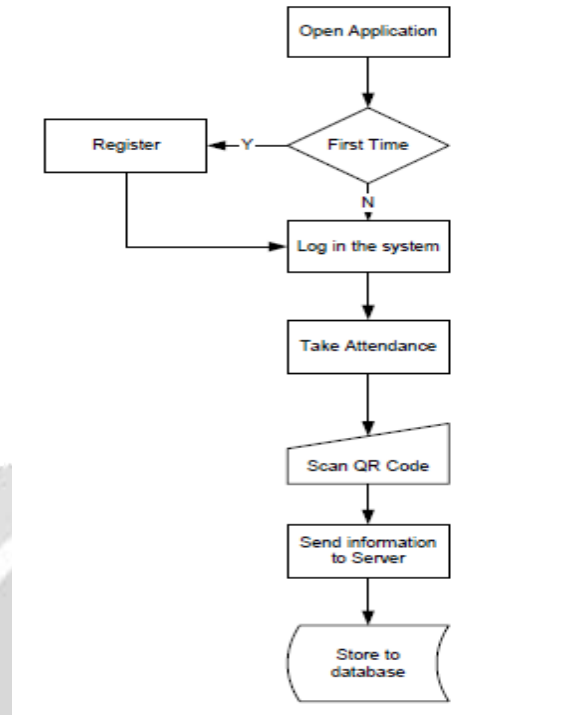 Open Application
First Time
Y
Register
N
Log in the system
Take Attendance
Scan QR Code
Send information
to Server
Store to
database